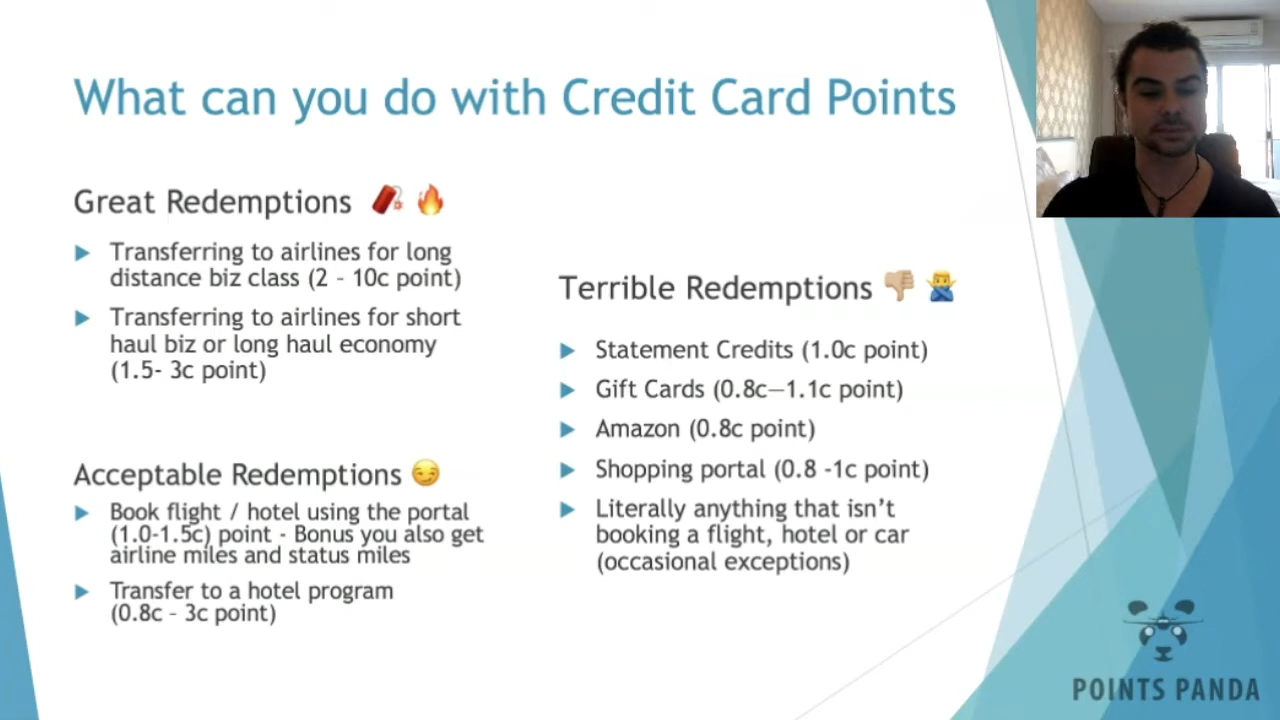 What can you do with Credit Card Points
Great Redemptions 🧨 🔥
Transferring to airlines for long
distance biz class (2 - 10c point)
Transferring to airlines for short
haul biz or long haul economy
(1.5- 3c point)
Acceptable Redemptions 😏
Book flight / hotel using the portal
(1.0-1.5c) point - Bonus you also get
airline miles and status miles
Transfer to a hotel program
(0.8c – 3c point)
Terrible Redemptions 👎🏼 🙅‍♂️
Statement Credits (1.0c point)
Gift Cards (0.8c—1.1c point)
Amazon (0.8c point)
Shopping portal (0.8 -1c point)
Literally anything that isn’t
booking a flight, hotel or car
(occasional exceptions)
POINTS PANDA